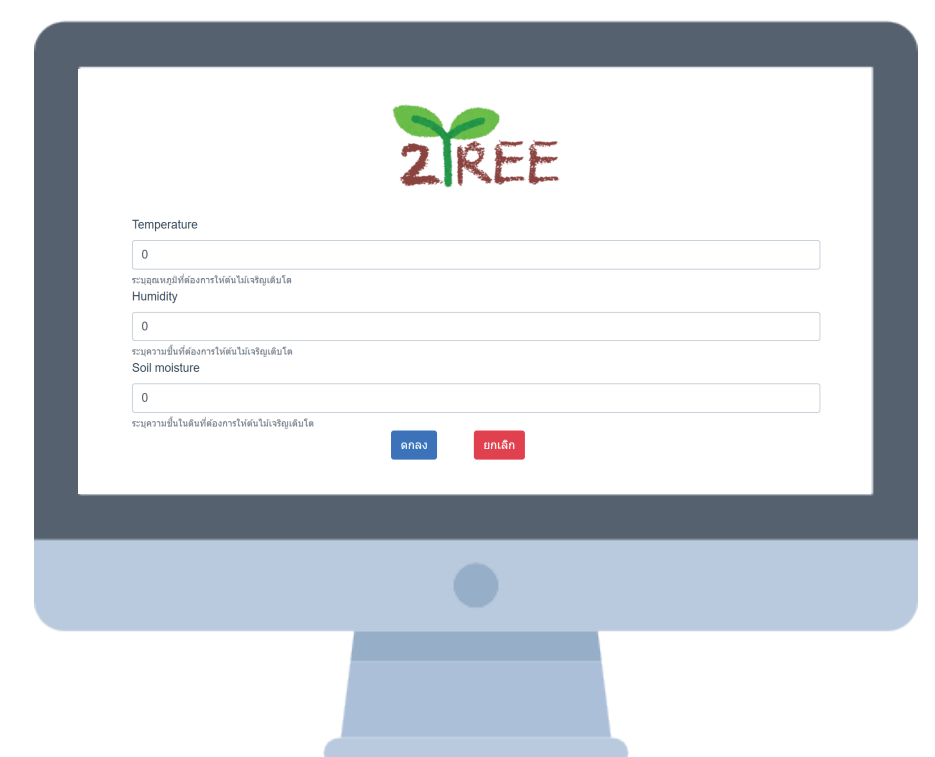 2TREE
Temperature
0
ระบุอุณหภูมิที่ต้องการให้ต้นไม้เจริญเติบโต
Humidity
0
ระบุความชื้นที่ต้องการให้ต้นไม้เจริญเติบโต
Soil moisture
0
ระบุความชื้นในดินที่ต้องการให้ต้นไม้เจริญเติบโต
ตกลง ยกเลิก